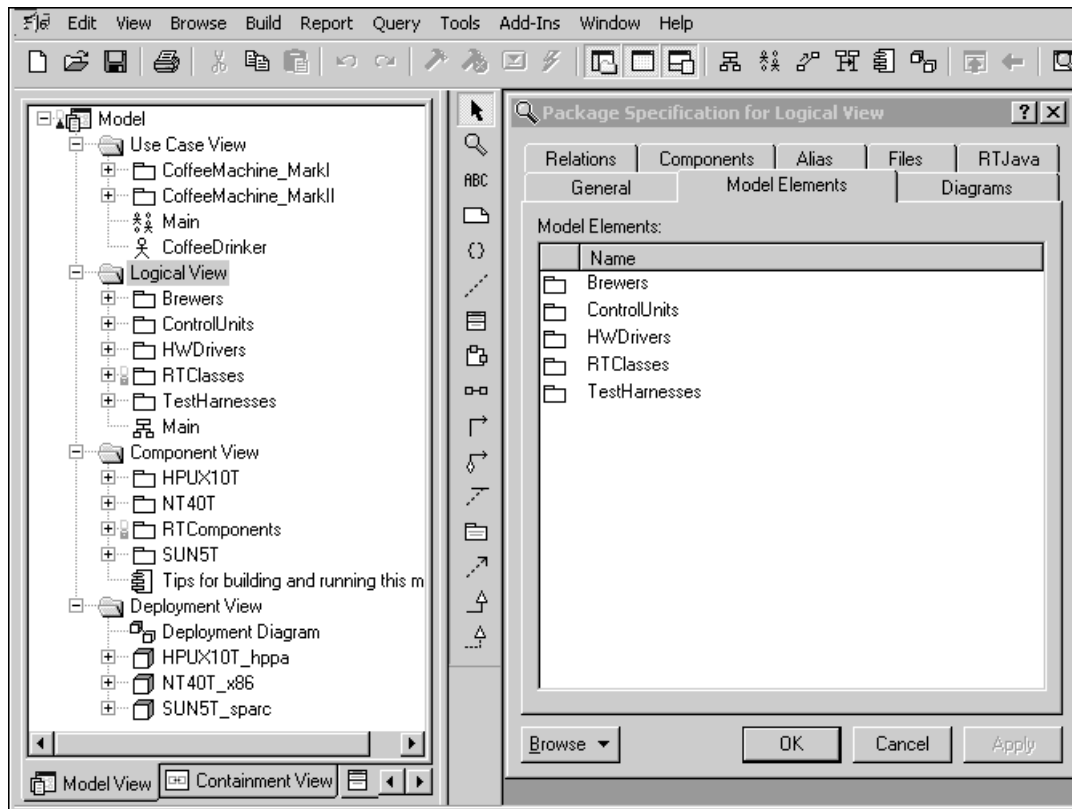 File Edit View Browse Build Report Query Tools Add-Ins Window Help
Model
Use Case View
CoffeeMachine_MarkI
CoffeeMachine_MarkII
Main
CoffeeDrinker
Logical View
Brewers
ControlUnits
HWDrivers
RTClasses
TestHarnesses
Main
Component View
HPUX10T
NT40T
RTComponents
SUN5T
Tips for building and running this m
Deployment View
Deployment Diagram
HPUX10T_hppa
NT40T_x86
SUN5T_sparc
Model View Containment View
ABC
Package Specification for Logical View
Relations Components Alias Files RTJava
General Model Elements Diagrams
Model Elements:
Name
Brewers
ControlUnits
HWDrivers
RTClasses
TestHarnesses
Browse OK Cancel Apply